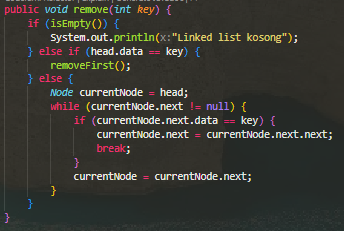 public void remove(int key) {
if (isEmpty()) {
System.out.println(x:"Linked list kosong");
} else if (head.data == key) {
removeFirst();
} else {
Node currentNode = head;
while (currentNode.next != null) {
if (currentNode.next.data == key) {
currentNode.next = currentNode.next.next;
break;
}
currentNode = currentNode.next;
}
}
}